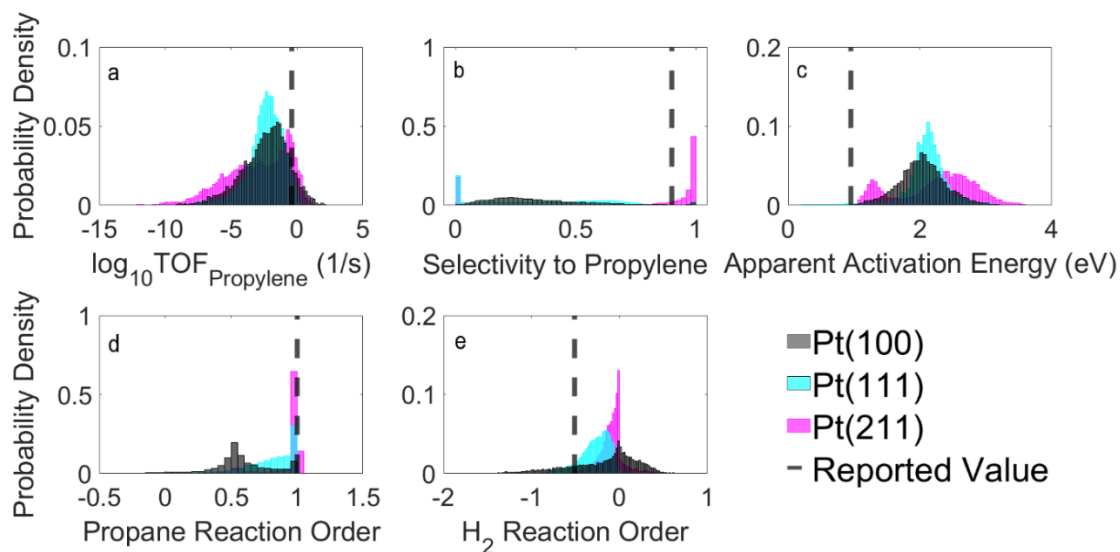 a
Probability Density
0.1
0.05
0
-15 -10 -5 0 5
log10TOFPropylene (1/s)
b
1
0.5
0
0 0.5 1
Selectivity to Propylene
c
0.2
0.1
0
0 2 4
Apparent Activation Energy (eV)
d
Probability Density
1
0.5
0
-0.5 0 0.5 1 1.5
Propane Reaction Order
e
0.2
0.1
0
-2 -1 0 1
H2 Reaction Order
Pt(100)
Pt(111)
Pt(211)
Reported Value